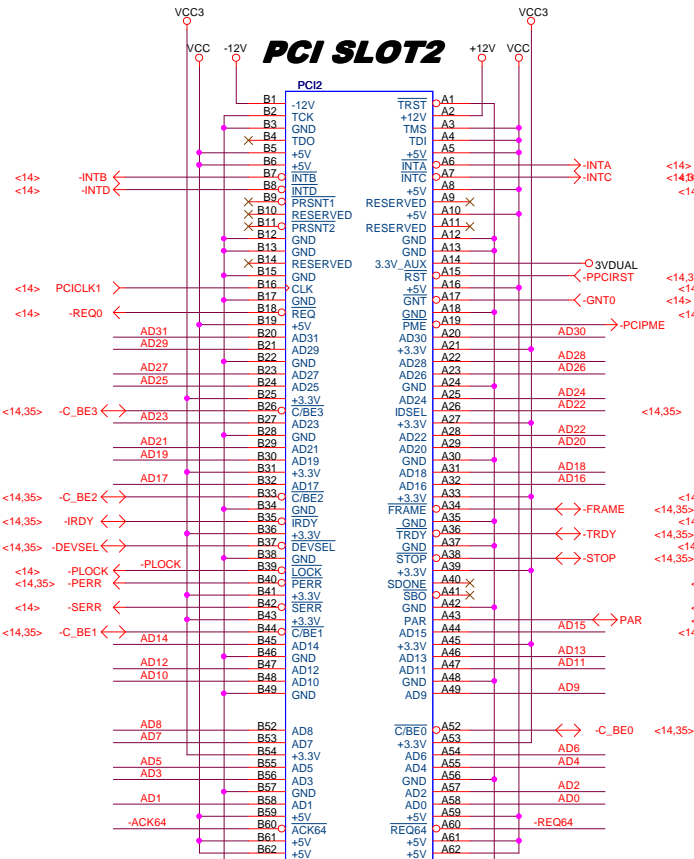 VCC3 VCC3
VCC -12V PCI SLOT2 +12V VCC
PCI2
B1 -12V TRST A1
B2 TCK +12V A2
B3 GND TMS A3
B4 TDO TDI A4
B5 +5V +5V A5
B6 +5V INTA A6 -INTA <14>
<14> -INTB B7 INTB INTC A7 -INTC
<14> -INTD B8 INTD +5V A8
B9 PRSNT1 RESERVED A9
B10 RESERVED +5V A10
B11 PRSNT2 RESERVED A11
B12 GND GND A12
B13 GND GND A13
B14 RESERVED 3.3V_AUX A14 3VDUAL
B15 GND RST A15 -PPCIRST <14,3
<14> PCICLK1 B16 CLK +5V A16 <14
B17 GND GNT A17 -GNT0 <14>
<14> -REQ0 B18 REQ GND A18 <14
B19 +5V PME A19 -PCIPME
AD31 B20 AD31 AD30 A20 AD30
AD29 B21 AD29 +3.3V A21
B22 GND AD28 A22 AD28
AD27 B23 AD27 AD26 A23 AD26
AD25 B24 AD25 GND A24
B25 +3.3V AD24 A25 AD24
<14,35> -C_BE3 B26 C/BE3 IDSEL A26 AD22 <14,35>
AD23 B27 AD23 +3.3V A27
B28 GND AD22 A28 AD22
AD21 B29 AD21 AD20 A29 AD20
AD19 B30 AD19 GND A30
B31 +3.3V AD18 A31 AD18
AD17 B32 AD17 AD16 A32 AD16
<14,35> -C_BE2 B33 C/BE2 +3.3V A33 <14
B34 GND FRAME A34 -FRAME <14,35>
<14,35> -IRDY B35 IRDY GND A35 <14
B36 +3.3V TRDY A36 -TRDY <14,35>
<14,35> -DEVSEL B37 DEVSEL GND A37 <14
B38 GND STOP A38 -STOP <14,35>
<14> -PLOCK -PLOCK B39 LOCK +3.3V A39
<14,35> -PERR B40 PERR SDONE A40 <
B41 +3.3V SBO A41
<14> -SERR B42 SERR GND A42 <
B43 +3.3V PAR A43 PAR <
<14,35> -C_BE1 B44 C/BE1 AD15 A44 AD15 <14
AD14 B45 AD14 +3.3V A45
B46 GND AD13 A46 AD13
AD12 B47 AD12 AD11 A47 AD11
AD10 B48 AD10 GND A48
B49 GND AD9 A49 AD9
AD8 B52 AD8 C/BE0 A52 -C_BE0 <14,35>
AD7 B53 AD7 +3.3V A53
B54 +3.3V AD6 A54 AD6
AD5 B55 AD5 AD4 A55 AD4
AD3 B56 AD3 GND A56
B57 GND AD2 A57 AD2
AD1 B58 AD1 AD0 A58 AD0
B59 +5V +5V A59
-ACK64 B60 ACK64 REQ64 A60 -REQ64
B61 +5V +5V A61
B62 +5V +5V A62